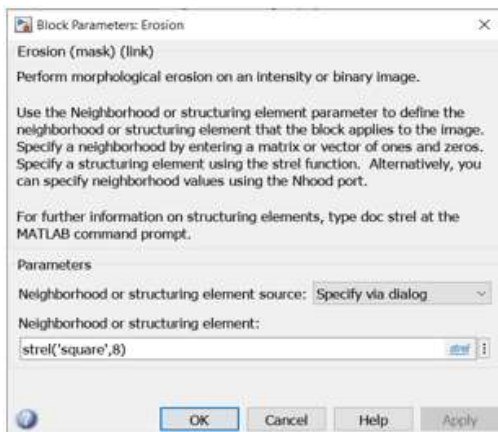 Block Parameters: Erosion
Erosion (mask) (link)
Perform morphological erosion on an intensity or binary image.
Use the Neighborhood or structuring element parameter to define the
neighborhood or structuring element that the block applies to the image.
Specify a neighborhood by entering a matrix or vector of ones and zeros.
Specify a structuring element using the strel function. Alternatively, you
can specify neighborhood values using the Nhood port.
For further information on structuring elements, type doc strel at the
MATLAB command prompt.
Parameters
Neighborhood or structuring element source: Specify via dialog
Neighborhood or structuring element:
strel('square',8) strel
OK Cancel Help Apply